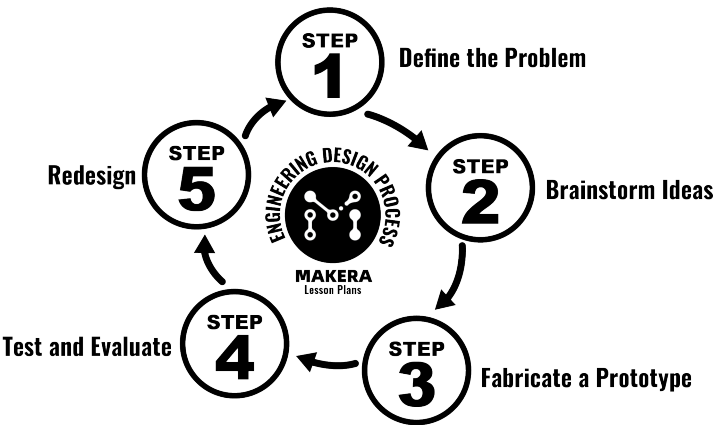 STEP
1
Define the Problem
STEP
2
Brainstorm Ideas
STEP
3
Fabricate a Prototype
STEP
4
Test and Evaluate
STEP
5
Redesign
ENGINEERING DESIGN PROCESS
MAKERA
Lesson Plans